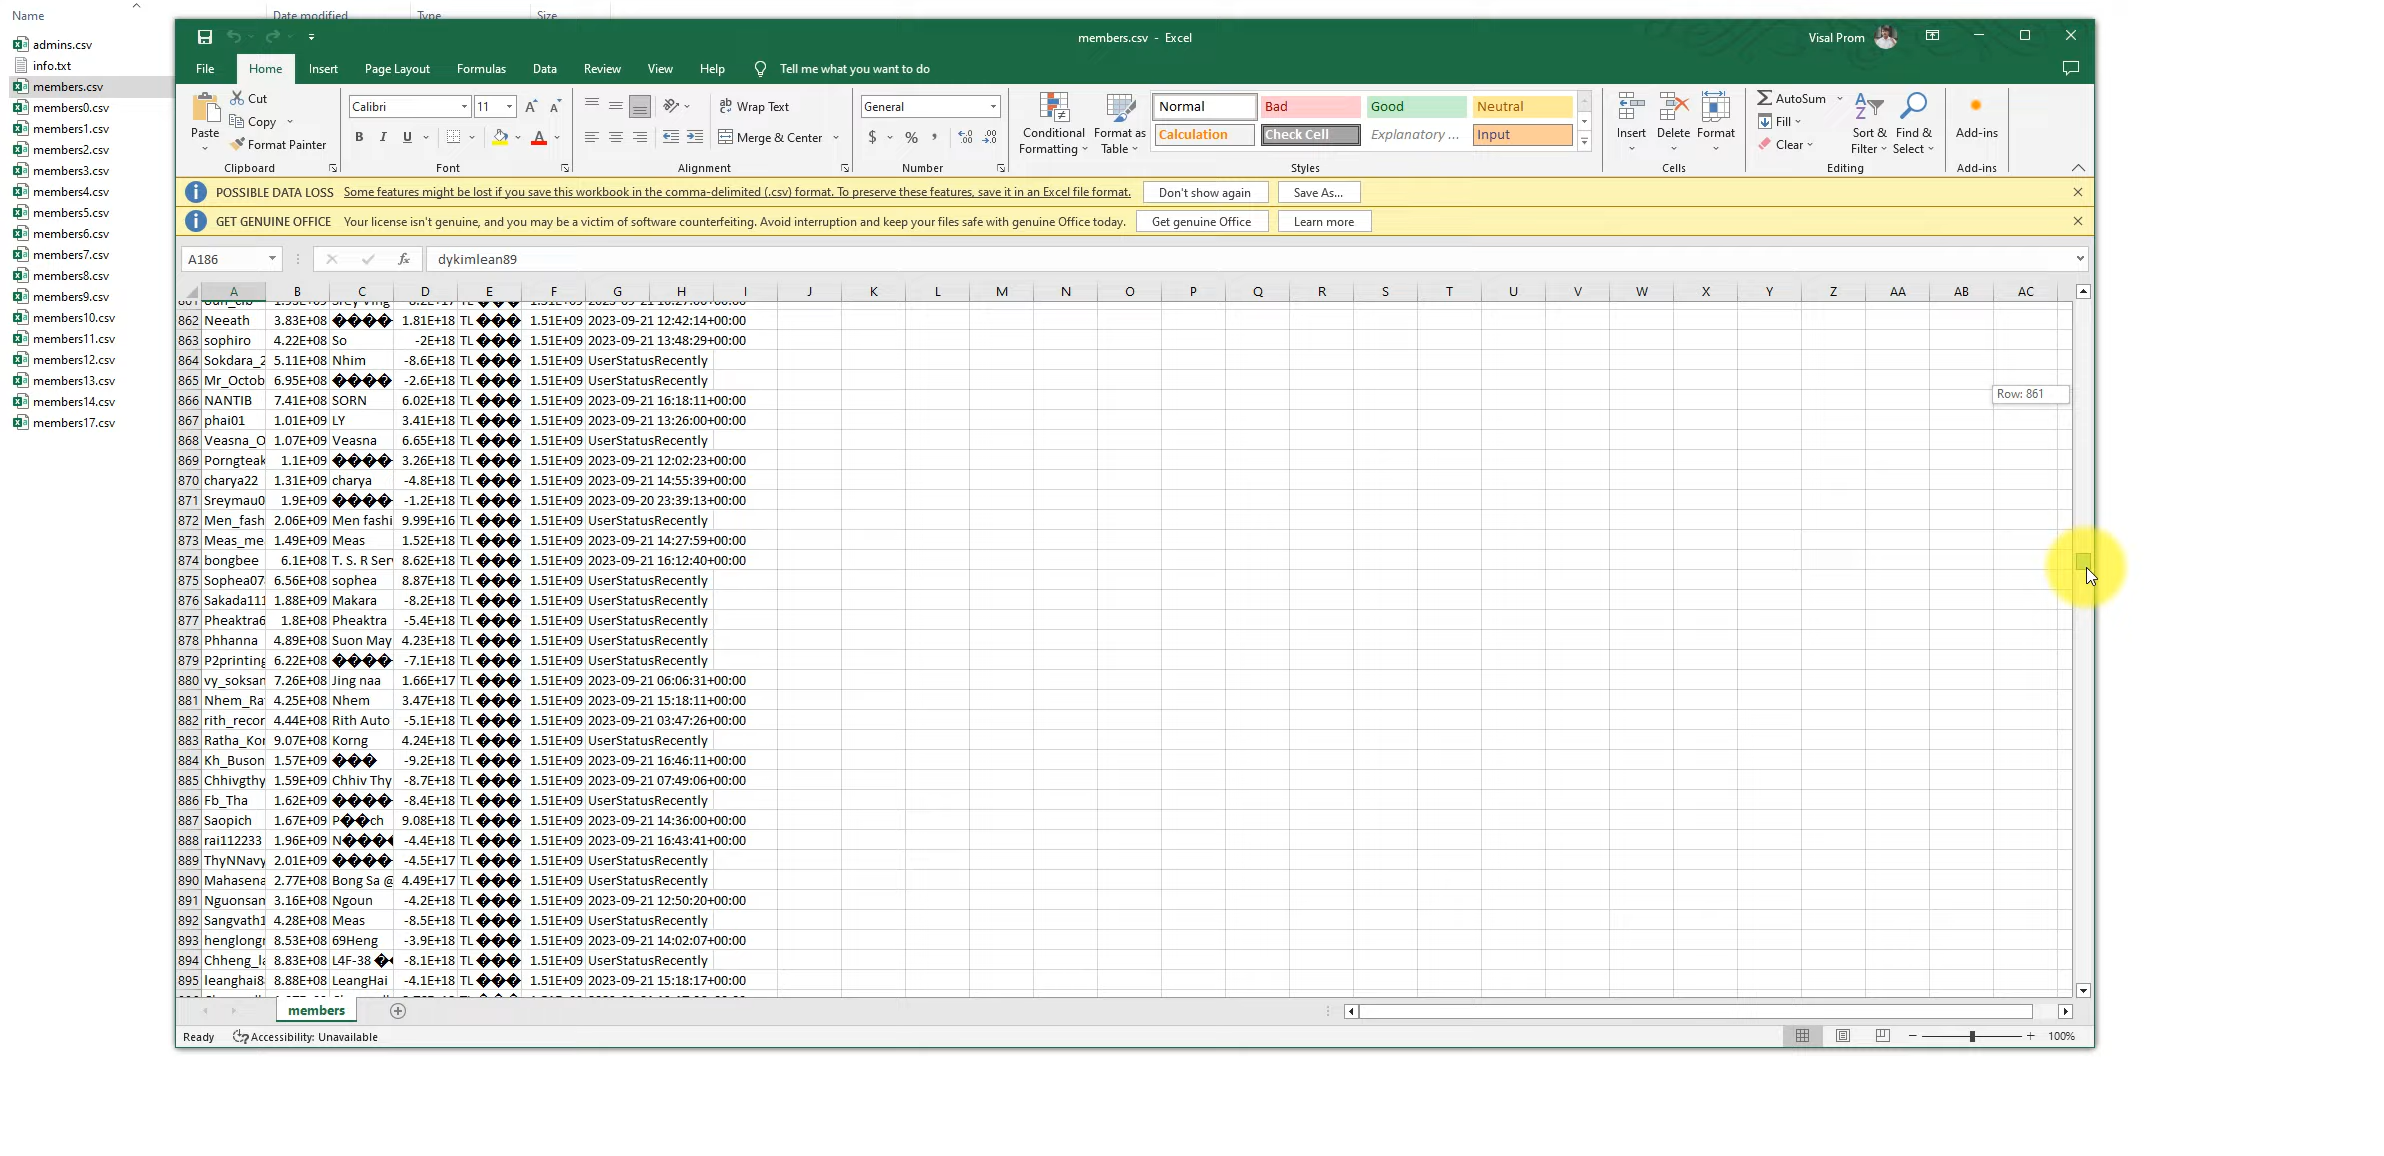 Name Date modified Type Size
admins.csv
info.txt
members.csv
members0.csv
members1.csv
members2.csv
members3.csv
members4.csv
members5.csv
members6.csv
members7.csv
members8.csv
members9.csv
members10.csv
members11.csv
members12.csv
members13.csv
members14.csv
members17.csv
members.csv - Excel
Visal Prom
File Home Insert Page Layout Formulas Data Review View Help Tell me what you want to do
Paste
Cut
Copy
Format Painter
Clipboard
Calibri 11
B I U
Font
Wrap Text
Merge & Center
Alignment
General
$ % ,
Number
Conditional Formatting
Format as Table
Normal Bad Good Neutral
Calculation Check Cell Explanatory ... Input
Styles
Insert Delete Format
Cells
AutoSum
Fill
Clear
Sort & Filter
Find & Select
Editing
Add-ins
Add-ins
POSSIBLE DATA LOSS Some features might be lost if you save this workbook in the comma-delimited (.csv) format. To preserve these features, save it in an Excel file format. Don't show again Save As...
GET GENUINE OFFICE Your license isn't genuine, and you may be a victim of software counterfeiting. Avoid interruption and keep your files safe with genuine Office today. Get genuine Office Learn more
A186 fx dykimlean89
A B C D E F G H I J K L M N O P Q R S T U V W X Y Z AA AB AC
862 Neeath 3.83E+08 ���� 1.81E+18 TL ��� 1.51E+09 2023-09-21 12:42:14+00:00
863 sophiro 4.22E+08 So -2E+18 TL ��� 1.51E+09 2023-09-21 13:48:29+00:00
864 Sokdara_2 5.11E+08 Nhim -8.6E+18 TL ��� 1.51E+09 UserStatusRecently
865 Mr_Octob 6.95E+08 ���� -2.6E+18 TL ��� 1.51E+09 UserStatusRecently
866 NANTIB 7.41E+08 SORN 6.02E+18 TL ��� 1.51E+09 2023-09-21 16:18:11+00:00
867 phai01 1.01E+09 LY 3.41E+18 TL ��� 1.51E+09 2023-09-21 13:26:00+00:00
868 Veasna_O 1.07E+09 Veasna 6.65E+18 TL ��� 1.51E+09 UserStatusRecently
869 Porngteak 1.1E+09 ���� 3.26E+18 TL ��� 1.51E+09 2023-09-21 12:02:23+00:00
870 charya22 1.31E+09 charya -4.8E+18 TL ��� 1.51E+09 2023-09-21 14:55:39+00:00
871 Sreymau0 1.9E+09 ���� -1.2E+18 TL ��� 1.51E+09 2023-09-20 23:39:13+00:00
872 Men_fash 2.06E+09 Men fashi 9.99E+16 TL ��� 1.51E+09 UserStatusRecently
873 Meas_me 1.49E+09 Meas 1.52E+18 TL ��� 1.51E+09 2023-09-21 14:27:59+00:00
874 bongbee 6.1E+08 T. S. R Ser 8.62E+18 TL ��� 1.51E+09 2023-09-21 16:12:40+00:00
875 Sophea07 6.56E+08 sophea 8.87E+18 TL ��� 1.51E+09 UserStatusRecently
876 Sakada111 1.88E+09 Makara -8.2E+18 TL ��� 1.51E+09 UserStatusRecently
877 Pheaktra6 1.8E+09 Pheaktra -5.4E+18 TL ��� 1.51E+09 UserStatusRecently
878 Phhanna 4.89E+08 Suon May 4.23E+18 TL ��� 1.51E+09 UserStatusRecently
879 P2printing 6.22E+08 ���� -7.1E+18 TL ��� 1.51E+09 UserStatusRecently
880 vy_soksan 7.26E+08 Jing naa 1.66E+17 TL ��� 1.51E+09 2023-09-21 06:06:31+00:00
881 Nhem_Ra 4.25E+08 Nhem 3.47E+18 TL ��� 1.51E+09 2023-09-21 15:18:11+00:00
882 rith_recor 4.44E+08 Rith Auto -5.1E+18 TL ��� 1.51E+09 2023-09-21 03:47:26+00:00
883 Ratha_Kor 9.07E+08 Korng 4.24E+18 TL ��� 1.51E+09 UserStatusRecently
884 Kh_Buson 1.57E+09 ��� -9.2E+18 TL ��� 1.51E+09 2023-09-21 16:46:11+00:00
885 Chhivgthy 1.59E+09 Chhiv Thy -8.7E+18 TL ��� 1.51E+09 2023-09-21 07:49:06+00:00
886 Fb_Tha 1.62E+09 ���� -8.4E+18 TL ��� 1.51E+09 UserStatusRecently
887 Saopich 1.67E+09 P��ch 9.08E+18 TL ��� 1.51E+09 2023-09-21 14:36:00+00:00
888 rai112233 1.96E+09 N���� -4.4E+18 TL ��� 1.51E+09 2023-09-21 16:43:41+00:00
889 ThyNNavy 2.01E+09 ���� -4.5E+17 TL ��� 1.51E+09 UserStatusRecently
890 Mahasena 2.77E+08 Bong Sa @ 4.49E+17 TL ��� 1.51E+09 UserStatusRecently
891 Nguonsan 3.16E+08 Ngoun -4.2E+18 TL ��� 1.51E+09 2023-09-21 12:50:20+00:00
892 Sangvath1 4.28E+08 Meas -8.5E+18 TL ��� 1.51E+09 UserStatusRecently
893 henglongr 8.53E+08 69Heng -3.9E+18 TL ��� 1.51E+09 2023-09-21 14:02:07+00:00
894 Chheng_la 8.83E+08 L4F-38 �� -8.1E+18 TL ��� 1.51E+09 UserStatusRecently
895 leanghai8 8.88E+08 LeangHai -4.1E+18 TL ��� 1.51E+09 2023-09-21 15:18:17+00:00
Row: 861
members
Ready Accessibility: Unavailable 100%